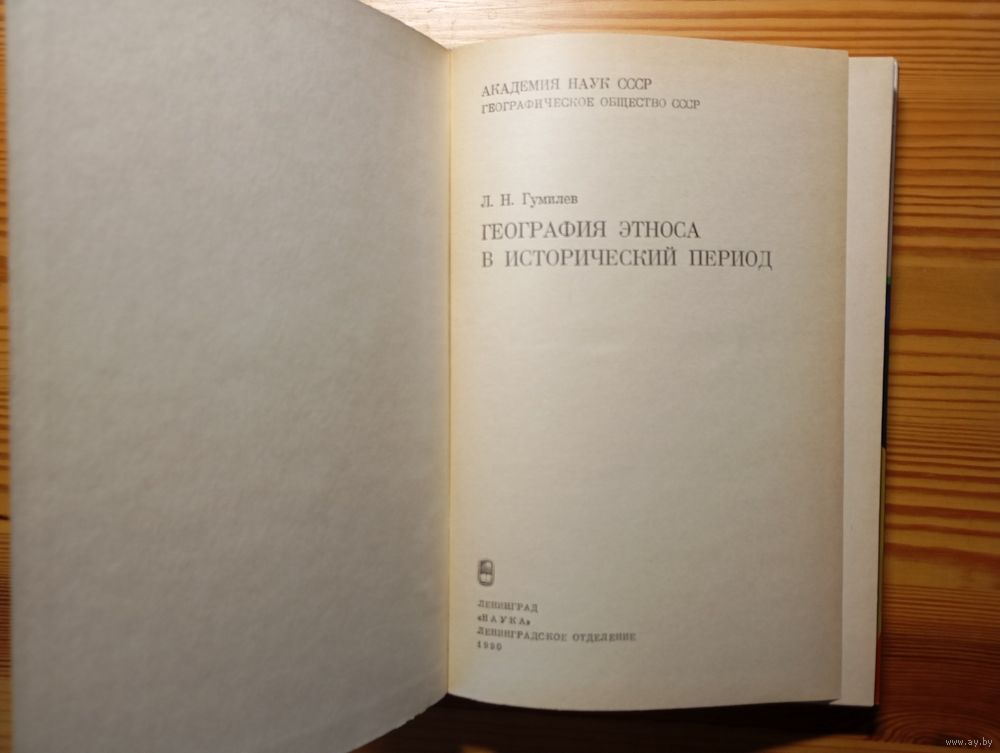 АКАДЕМИЯ НАУК СССР
ГЕОГРАФИЧЕСКОЕ ОБЩЕСТВО СССР
Л. Н. Гумилев
ГЕОГРАФИЯ ЭТНОСА
В ИСТОРИЧЕСКИЙ ПЕРИОД
ЛЕНИНГРАД
«НАУКА»
ЛЕНИНГРАДСКОЕ ОТДЕЛЕНИЕ
1990
www.ay.by